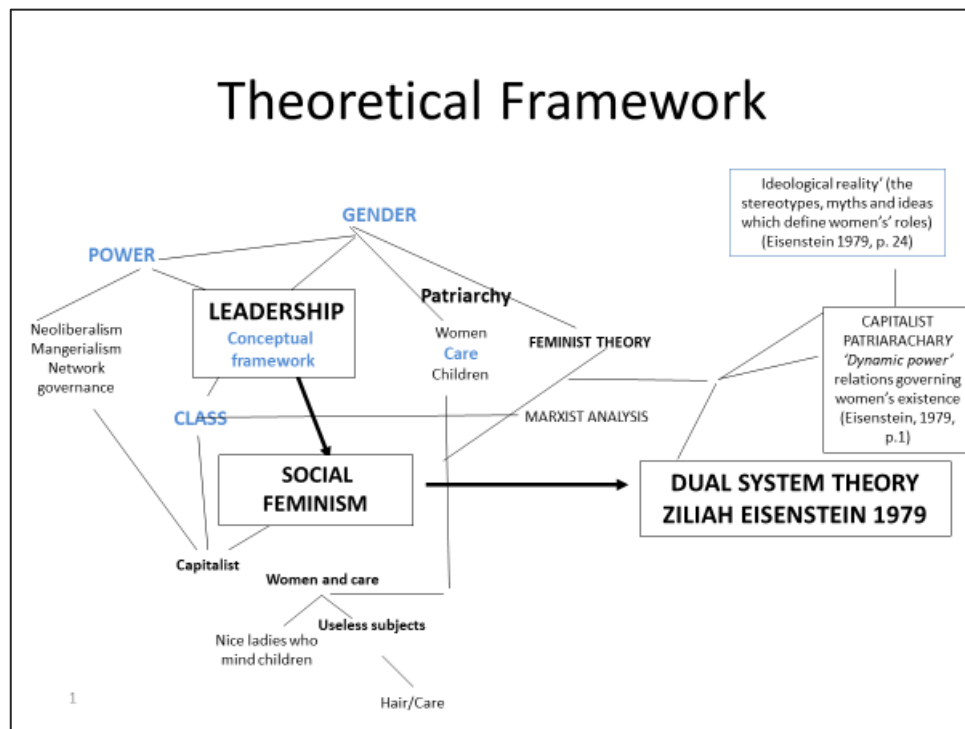 Theoretical Framework
Ideological reality' (the
stereotypes, myths and ideas
which define women's' roles)
(Eisenstein 1979, p. 24)
GENDER
POWER
LEADERSHIP
Conceptual
framework
Patriarchy
Women
Care
Children
FEMINIST THEORY
Neoliberalism
Mangerialism
Network
governance
CAPITALIST
PATRIARACHARY
'Dynamic power'
relations governing
women's existence
(Eisenstein, 1979,
p.1)
CLASS
MARXIST ANALYSIS
SOCIAL
FEMINISM
DUAL SYSTEM THEORY
ZILIAH EISENSTEIN 1979
Capitalist
Women and care
Nice ladies who
mind children
Useless subjects
Hair/Care
1